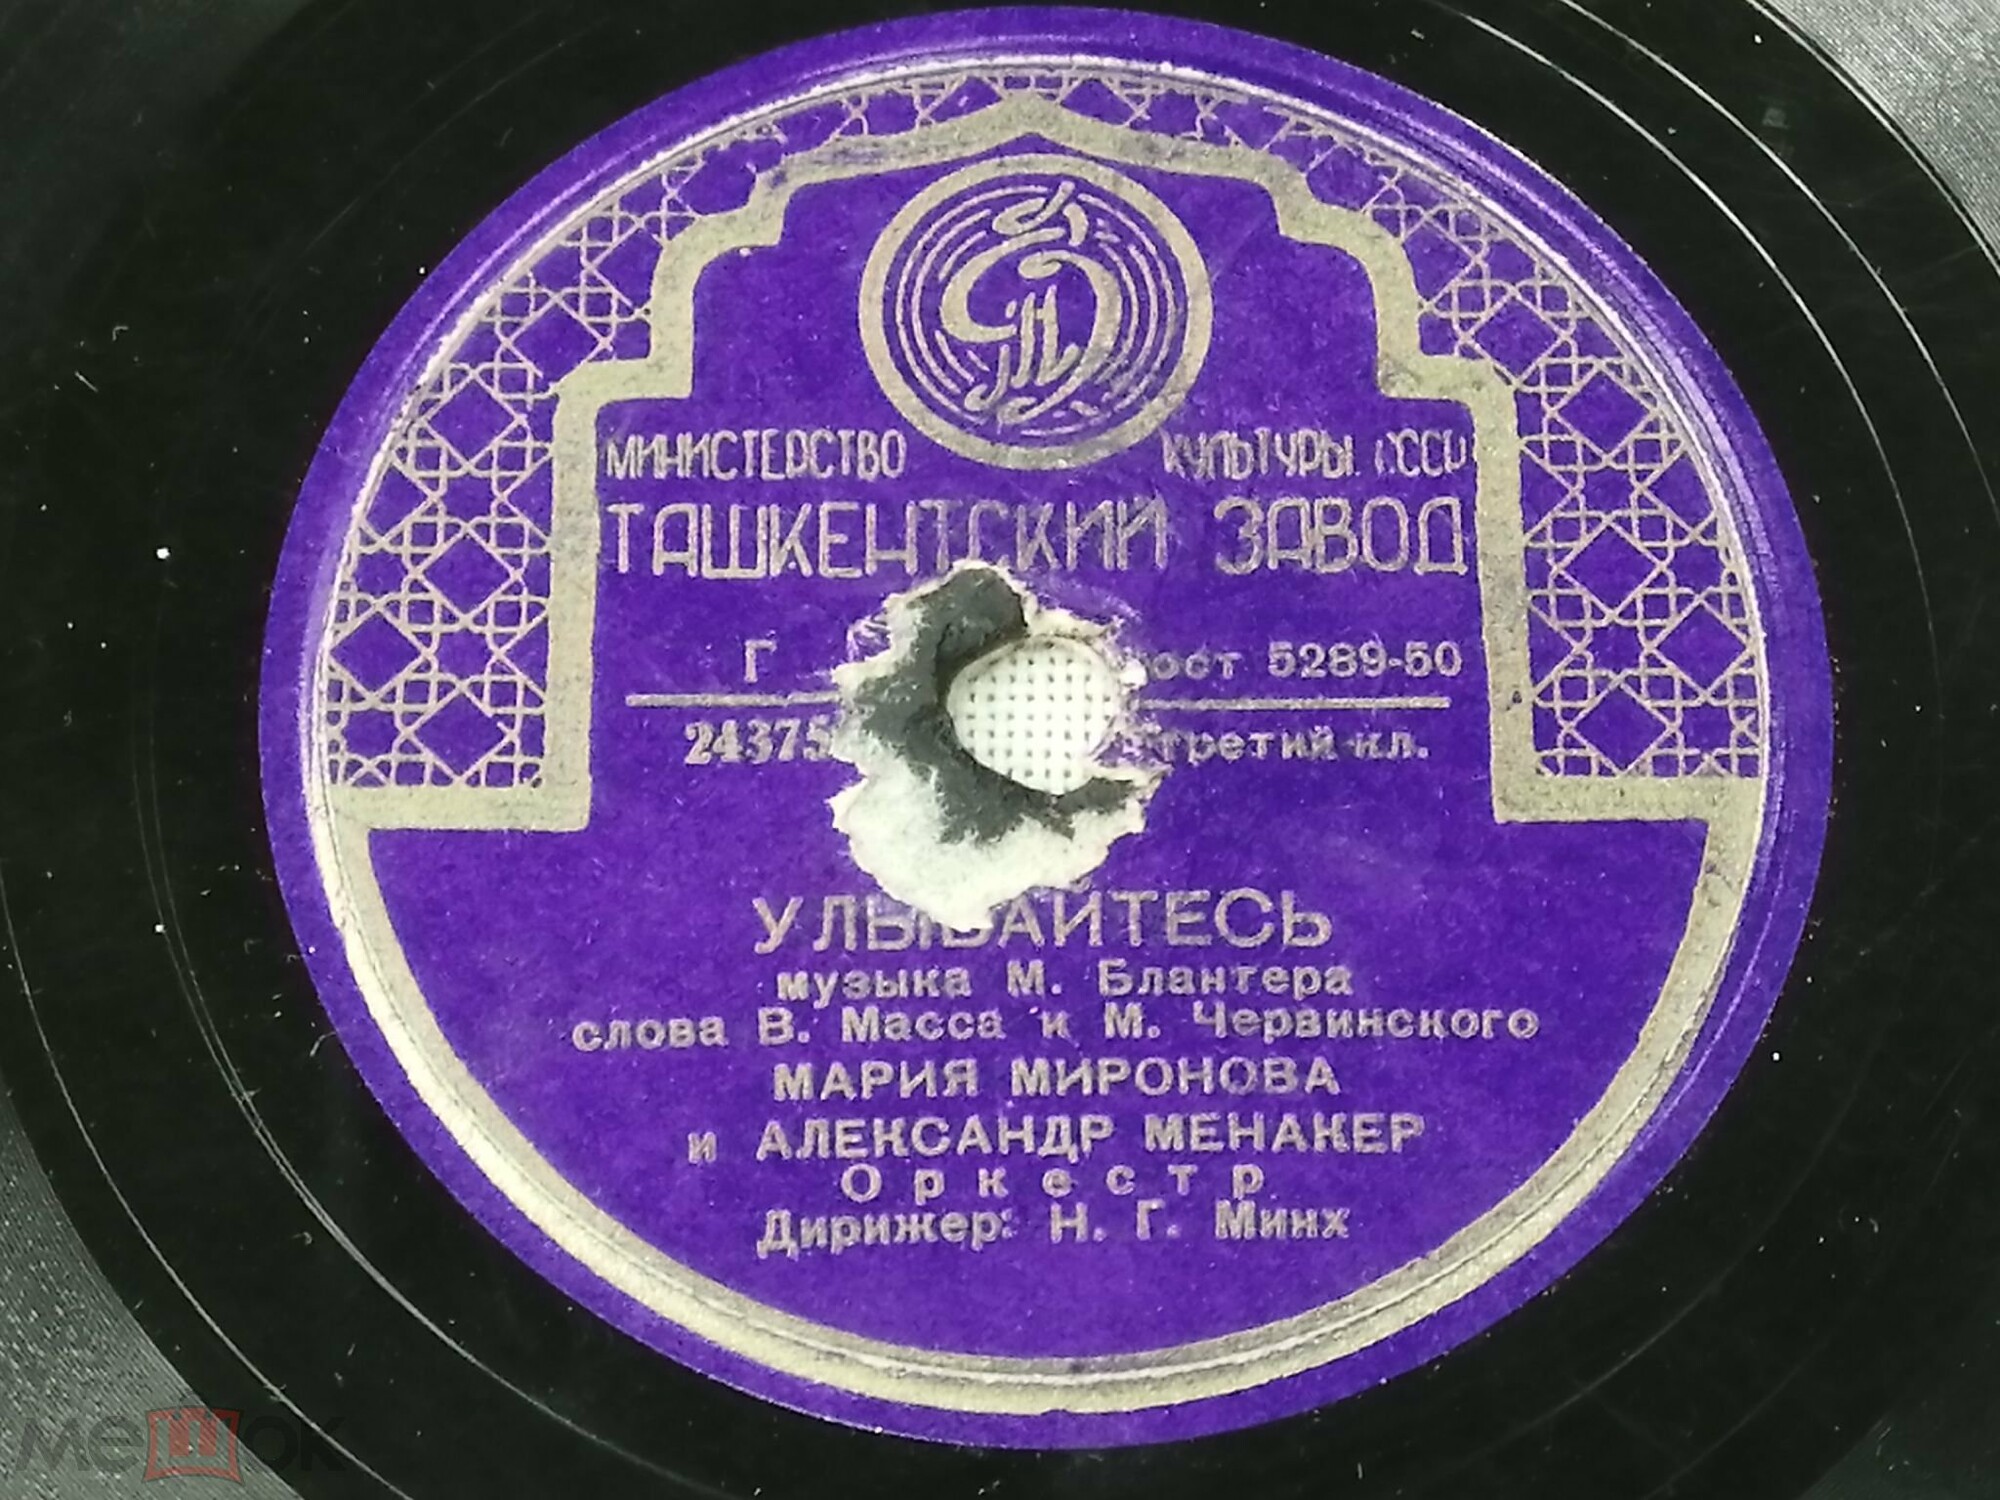 МИНИСТЕРСТВО КУЛЬТУРЫ СССР
ТАШКЕНТСКИЙ ЗАВОД
Г 5289-50
третий кл.
УЛЫБАЙТЕСЬ
музыка М. Блантера
слова В. Масса и М. Червинского
МАРИЯ МИРОНОВА
и АЛЕКСАНДР МЕНАКЕР
Оркестр
Дирижер: Н. Г. Минх
мешок